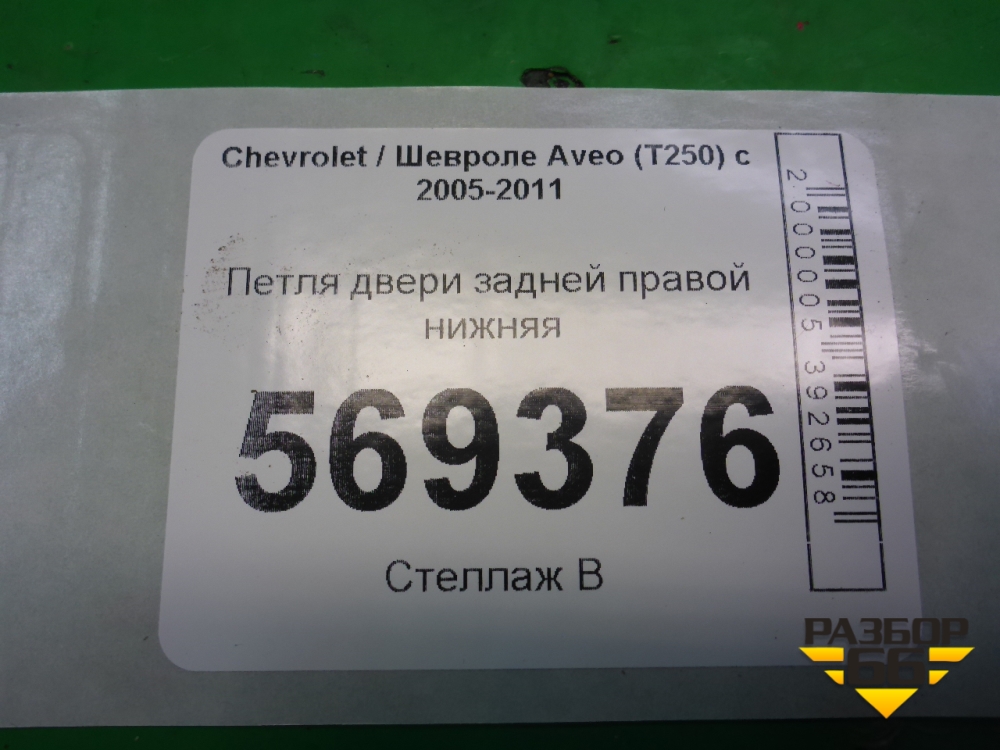 Chevrolet / Шевроле Aveo (T250) с
2005-2011
Петля двери задней правой
нижняя
569376
Стеллаж В
2000005392658
РАЗБОР
66